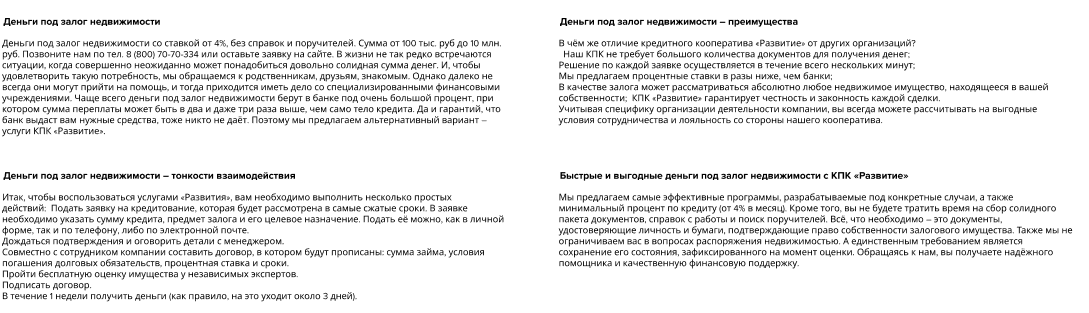 Деньги под залог недвижимости
Деньги под залог недвижимости со ставкой от 4%, без справок и поручителей. Сумма от 100 тыс. руб до 10 млн.
руб. Позвоните нам по тел. 8 (800) 70-70-334 или оставьте заявку на сайте. В жизни не так редко встречаются
ситуации, когда совершенно неожиданно может понадобиться довольно солидная сумма денег. И, чтобы
удовлетворить такую потребность, мы обращаемся к родственникам, друзьям, знакомым. Однако далеко не
всегда они могут прийти на помощь, и тогда приходится иметь дело со специализированными финансовыми
учреждениями. Чаще всего деньги под залог недвижимости берут в банке под очень большой процент, при
котором сумма переплаты может быть в два и даже три раза выше, чем само тело кредита. Да и гарантий, что
банк выдаст вам нужные средства, тоже никто не даёт. Поэтому мы предлагаем альтернативный вариант –
услуги КПК «Развитие».
Деньги под залог недвижимости – преимущества
В чём же отличие кредитного кооператива «Развитие» от других организаций?
Наш КПК не требует большого количества документов для получения денег;
Решение по каждой заявке осуществляется в течение всего нескольких минут;
Мы предлагаем процентные ставки в разы ниже, чем банки;
В качестве залога может рассматриваться абсолютно любое недвижимое имущество, находящееся в вашей
собственности; КПК «Развитие» гарантирует честность и законность каждой сделки.
Учитывая специфику организации деятельности компании, вы всегда можете рассчитывать на выгодные
условия сотрудничества и лояльность со стороны нашего кооператива.
Деньги под залог недвижимости – тонкости взаимодействия
Итак, чтобы воспользоваться услугами «Развития», вам необходимо выполнить несколько простых
действий: Подать заявку на кредитование, которая будет рассмотрена в самые сжатые сроки. В заявке
необходимо указать сумму кредита, предмет залога и его целевое назначение. Подать её можно, как в личной
форме, так и по телефону, либо по электронной почте.
Дождаться подтверждения и оговорить детали с менеджером.
Совместно с сотрудником компании составить договор, в котором будут прописаны: сумма займа, условия
погашения долговых обязательств, процентная ставка и сроки.
Пройти бесплатную оценку имущества у независимых экспертов.
Подписать договор.
В течение 1 недели получить деньги (как правило, на это уходит около 3 дней).
Быстрые и выгодные деньги под залог недвижимости с КПК «Развитие»
Мы предлагаем самые эффективные программы, разрабатываемые под конкретные случаи, а также
минимальный процент по кредиту (от 4% в месяц). Кроме того, вы не будете тратить время на сбор солидного
пакета документов, справок с работы и поиск поручителей. Всё, что необходимо – это документы,
удостоверяющие личность и бумаги, подтверждающие право собственности залогового имущества. Также мы не
ограничиваем вас в вопросах распоряжения недвижимостью. А единственным требованием является
сохранение его состояния, зафиксированного на момент оценки. Обращаясь к нам, вы получаете надёжного
помощника и качественную финансовую поддержку.